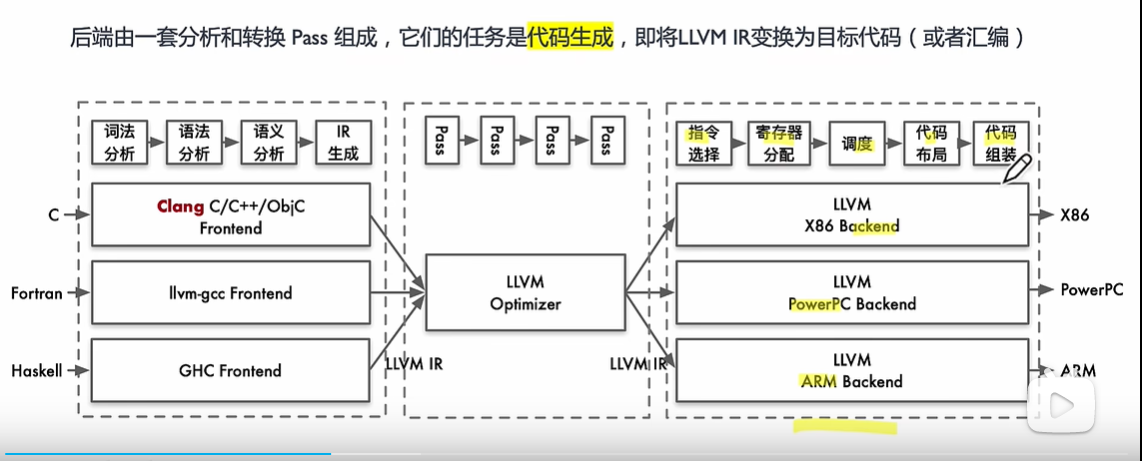 后端由一套分析和转换 Pass 组成，它们的任务是代码生成，即将LLVM IR变换为目标代码（或者汇编）
词法
分析
语法
分析
语义
分析
IR
生成
Pass
Pass
Pass
Pass
指令
选择
寄存器
分配
调度
代码
布局
代码
组装
C
Clang C/C++/ObjC
Frontend
LLVM
X86 Backend
X86
Fortran
llvm-gcc Frontend
LLVM
Optimizer
LLVM
PowerPC Backend
PowerPC
Haskell
GHC Frontend
LLVM IR
LLVM IR
LLVM
ARM Backend
ARM